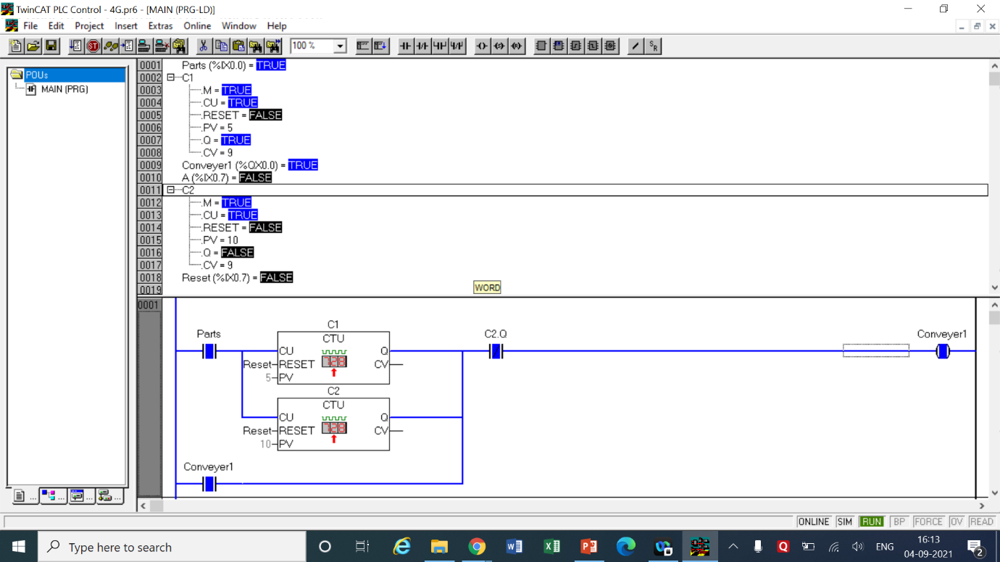 TwinCAT PLC Control - 4G.pr6 - [MAIN (PRG-LD)]
File Edit Project Insert Extras Online Window Help
100 %
POUs
MAIN (PRG)
0001 Parts (%IX0.0) = TRUE
0002 C1
0003 .M = TRUE
0004 .CU = TRUE
0005 .RESET = FALSE
0006 .PV = 5
0007 .Q = TRUE
0008 .CV = 9
0009 Conveyer1 (%QX0.0) = TRUE
0010 A (%IX0.7) = FALSE
0011 C2
0012 .M = TRUE
0013 .CU = TRUE
0014 .RESET = FALSE
0015 .PV = 10
0016 .Q = FALSE
0017 .CV = 9
0018 Reset (%IX0.7) = FALSE
0019
WORD
0001
C1
Parts CTU C2.Q Conveyer1
CU Q
Reset RESET CV
5 PV
C2
CTU
CU Q
Reset RESET CV
10 PV
Conveyer1
... ... ... ...
ONLINE SIM RUN BP FORCE OV READ
Type here to search
ENG
16:13
04-09-2021
2